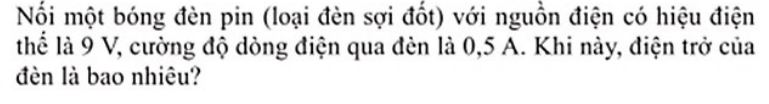 Nối một bóng đèn pin (loại đèn sợi đốt) với nguồn điện có hiệu điện
thế là 9 V, cường độ dòng điện qua đèn là 0,5 A. Khi này, điện trở của
đèn là bao nhiêu?